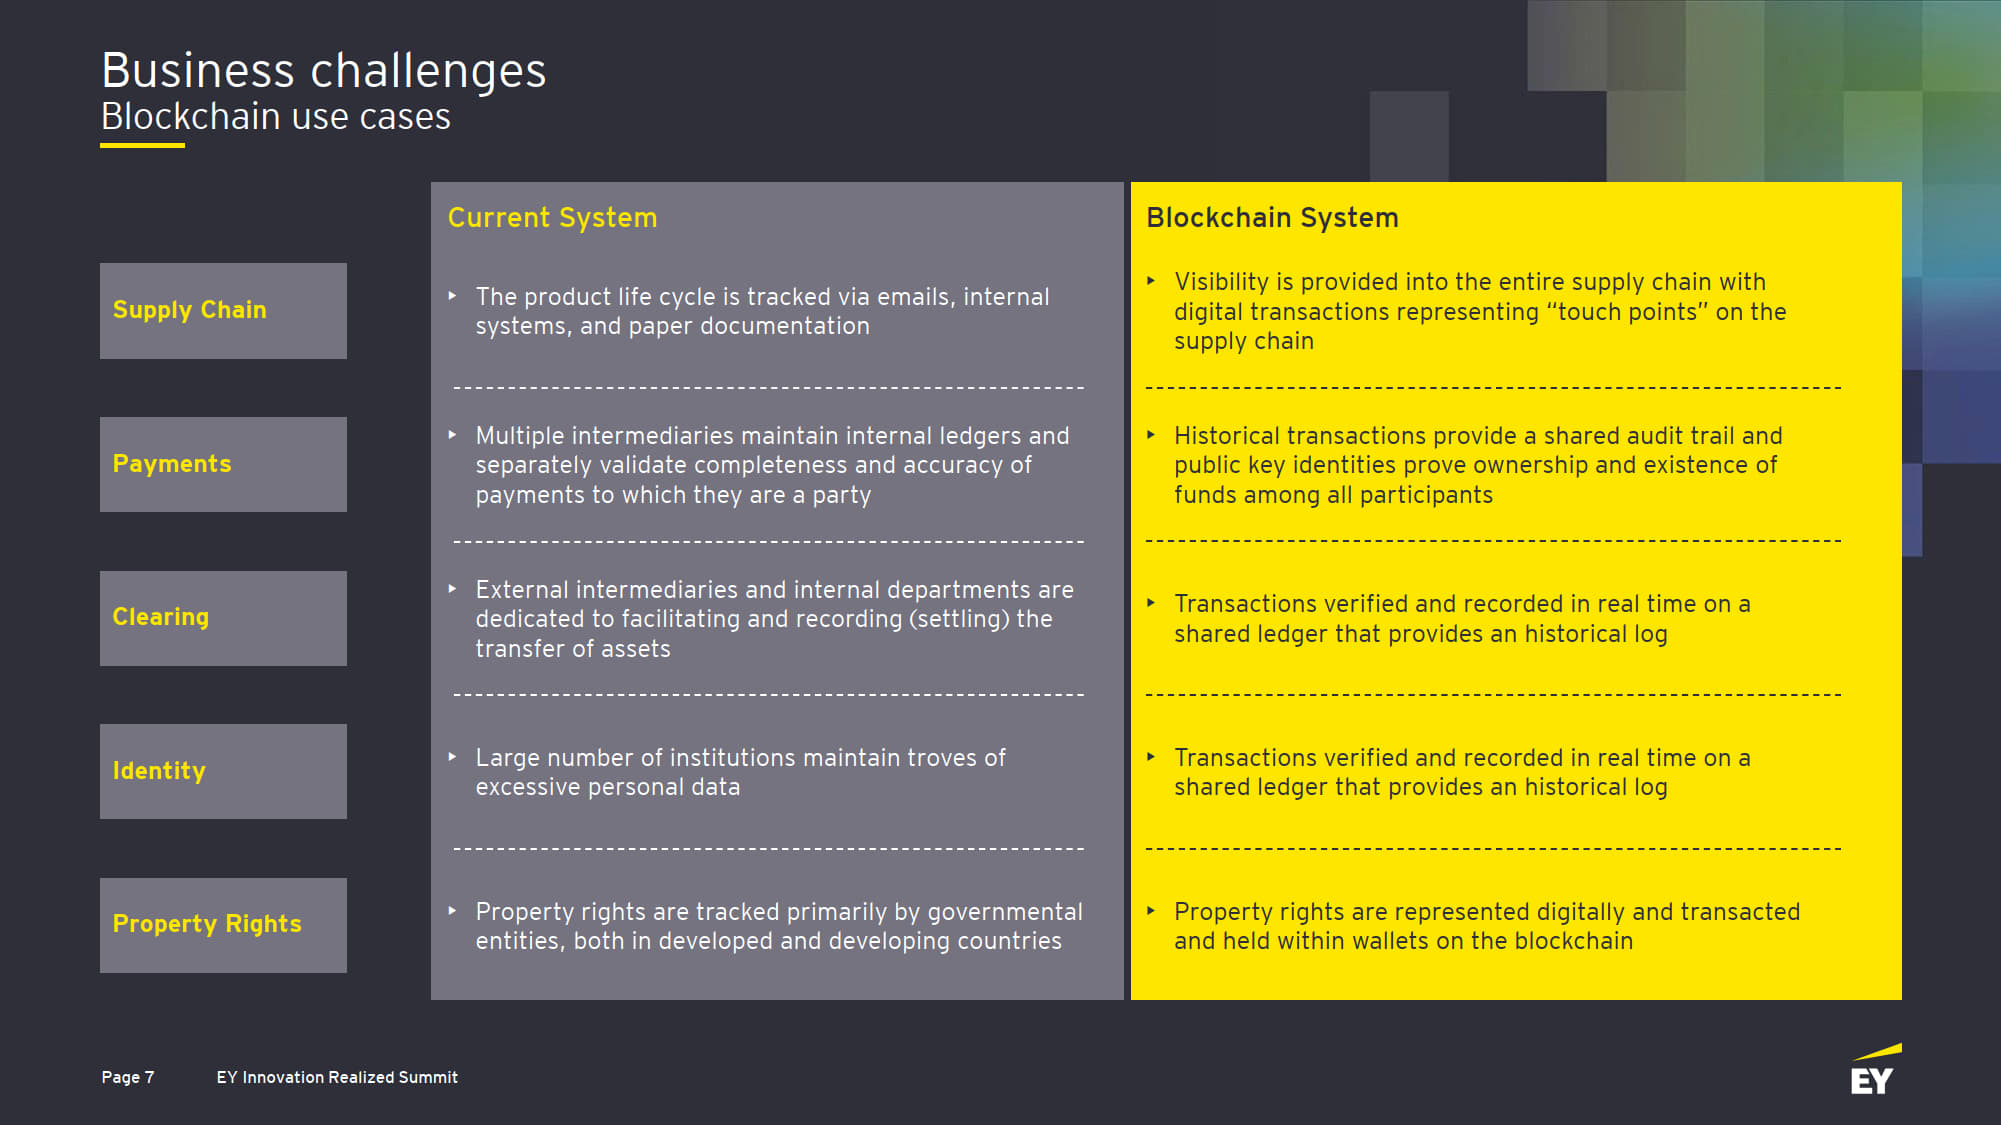 Business challenges
Blockchain use cases
Current System
Blockchain System
Supply Chain
‣ The product life cycle is tracked via emails, internal
systems, and paper documentation
‣ Visibility is provided into the entire supply chain with
digital transactions representing “touch points” on the
supply chain
Payments
‣ Multiple intermediaries maintain internal ledgers and
separately validate completeness and accuracy of
payments to which they are a party
‣ Historical transactions provide a shared audit trail and
public key identities prove ownership and existence of
funds among all participants
Clearing
‣ External intermediaries and internal departments are
dedicated to facilitating and recording (settling) the
transfer of assets
‣ Transactions verified and recorded in real time on a
shared ledger that provides an historical log
Identity
‣ Large number of institutions maintain troves of
excessive personal data
‣ Transactions verified and recorded in real time on a
shared ledger that provides an historical log
Property Rights
‣ Property rights are tracked primarily by governmental
entities, both in developed and developing countries
‣ Property rights are represented digitally and transacted
and held within wallets on the blockchain
Page 7
EY Innovation Realized Summit
EY